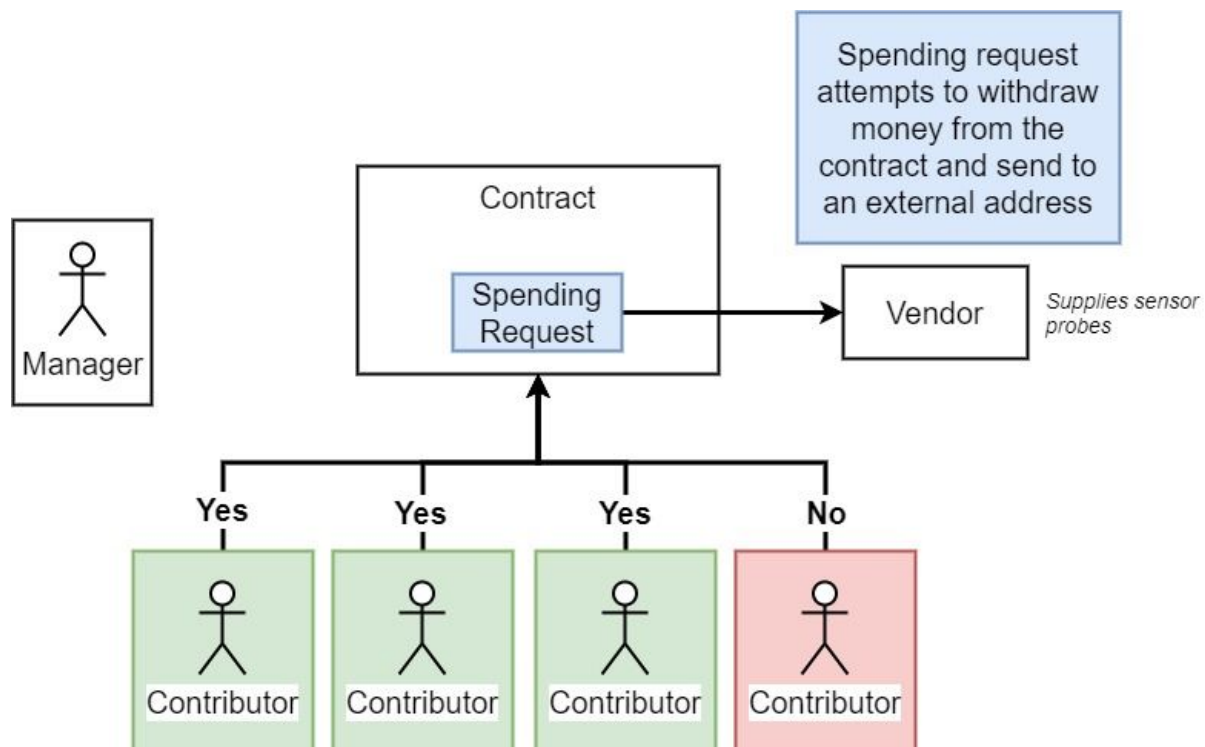 Spending request
attempts to withdraw
money from the
contract and send to
an external address
Contract
Spending
Request
Vendor
Supplies sensor
probes
Manager
Yes
Yes
Yes
No
Contributor
Contributor
Contributor
Contributor